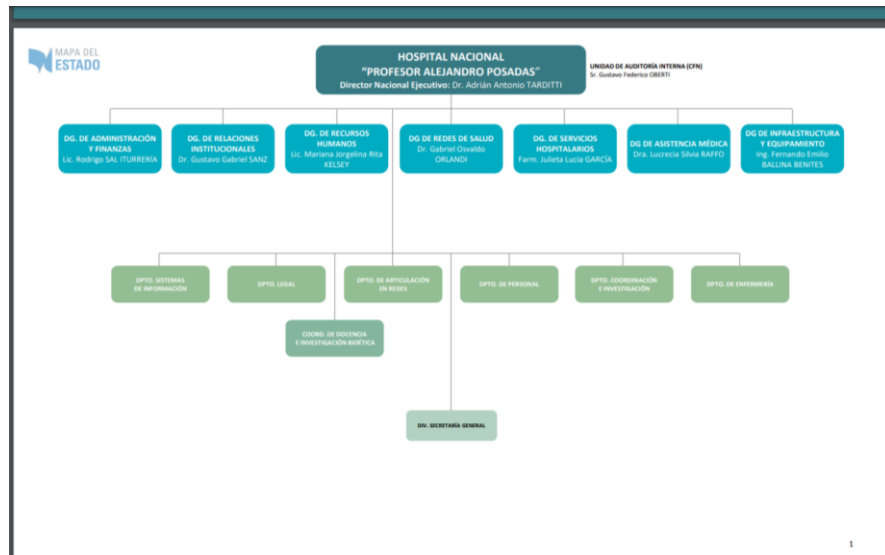 MAPA DEL
ESTADO
HOSPITAL NACIONAL
"PROFESOR ALEJANDRO POSADAS"
Director Nacional Ejecutivo: Dr. Adrián Antonio TARDITTI
UNIDAD DE AUDITORÍA INTERNA (CFN)
Sr. Gustavo Federico OBERTI
DG. DE ADMINISTRACIÓN
Y FINANZAS
Lic. Rodrigo SAL ITURRERÍA
DG. DE RELACIONES
INSTITUCIONALES
Dr. Gustavo Gabriel SANZ
DG. DE RECURSOS
HUMANOS
Lic. Mariana Jorgelina Rita
KELSEY
DG DE REDES DE SALUD
Dr. Gabriel Osvaldo
ORLANDI
DG. DE SERVICIOS
HOSPITALARIOS
Farm. Julieta Lucía GARCÍA
DG DE ASISTENCIA MÉDICA
Dra. Lucrecia Silvia RAFFO
DG DE INFRAESTRUCTURA
Y EQUIPAMIENTO
Ing. Fernando Emilio
BALLINA BENITES
DPTO. SISTEMAS
DE INFORMACIÓN
DPTO. LEGAL
DPTO. DE ARTICULACIÓN
EN REDES
DPTO. DE PERSONAL
DPTO. COORDINACIÓN
E INVESTIGACIÓN
DPTO. DE ENFERMERÍA
COORD. DE DOCENCIA
E INVESTIGACIÓN BIOÉTICA
DIV. SECRETARÍA GENERAL
1